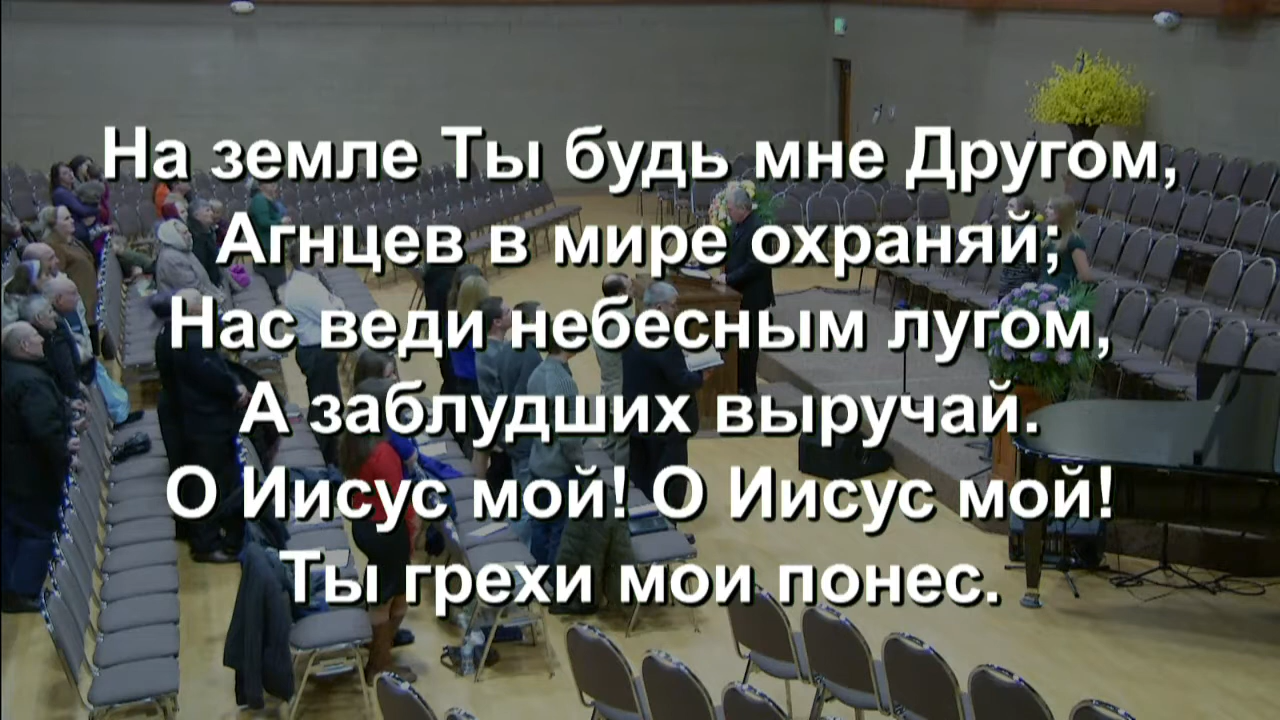 На земле Ты будь мне Другом,
Агнцев в мире охраняй;
Нас веди небесным лугом,
А заблудших выручай.
О Иисус мой! О Иисус мой!
Ты грехи мои понес.